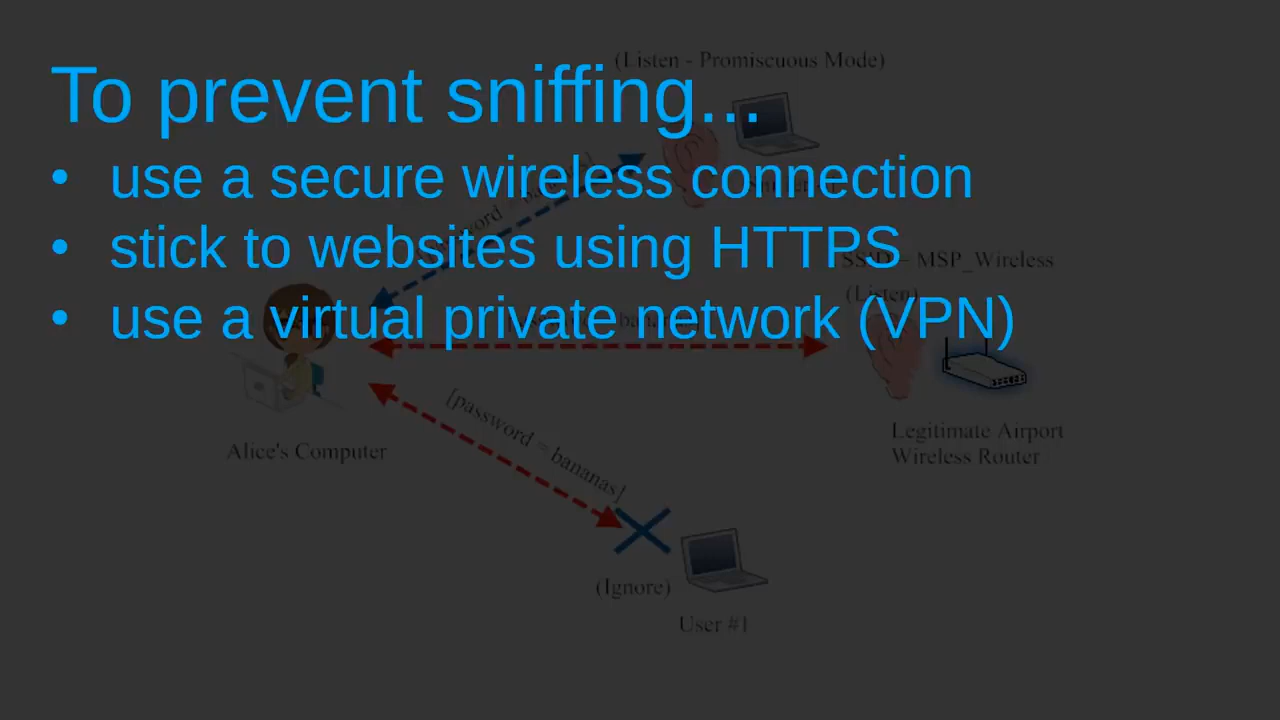 (Listen - Promiscuous Mode)
To prevent sniffing...
• use a secure wireless connection
• stick to websites using HTTPS
SSID = MSP_Wireless
(Listen)
• use a virtual private network (VPN)
[password = bananas]
Alice's Computer
Legitimate Airport
Wireless Router
(Ignore)
User #1